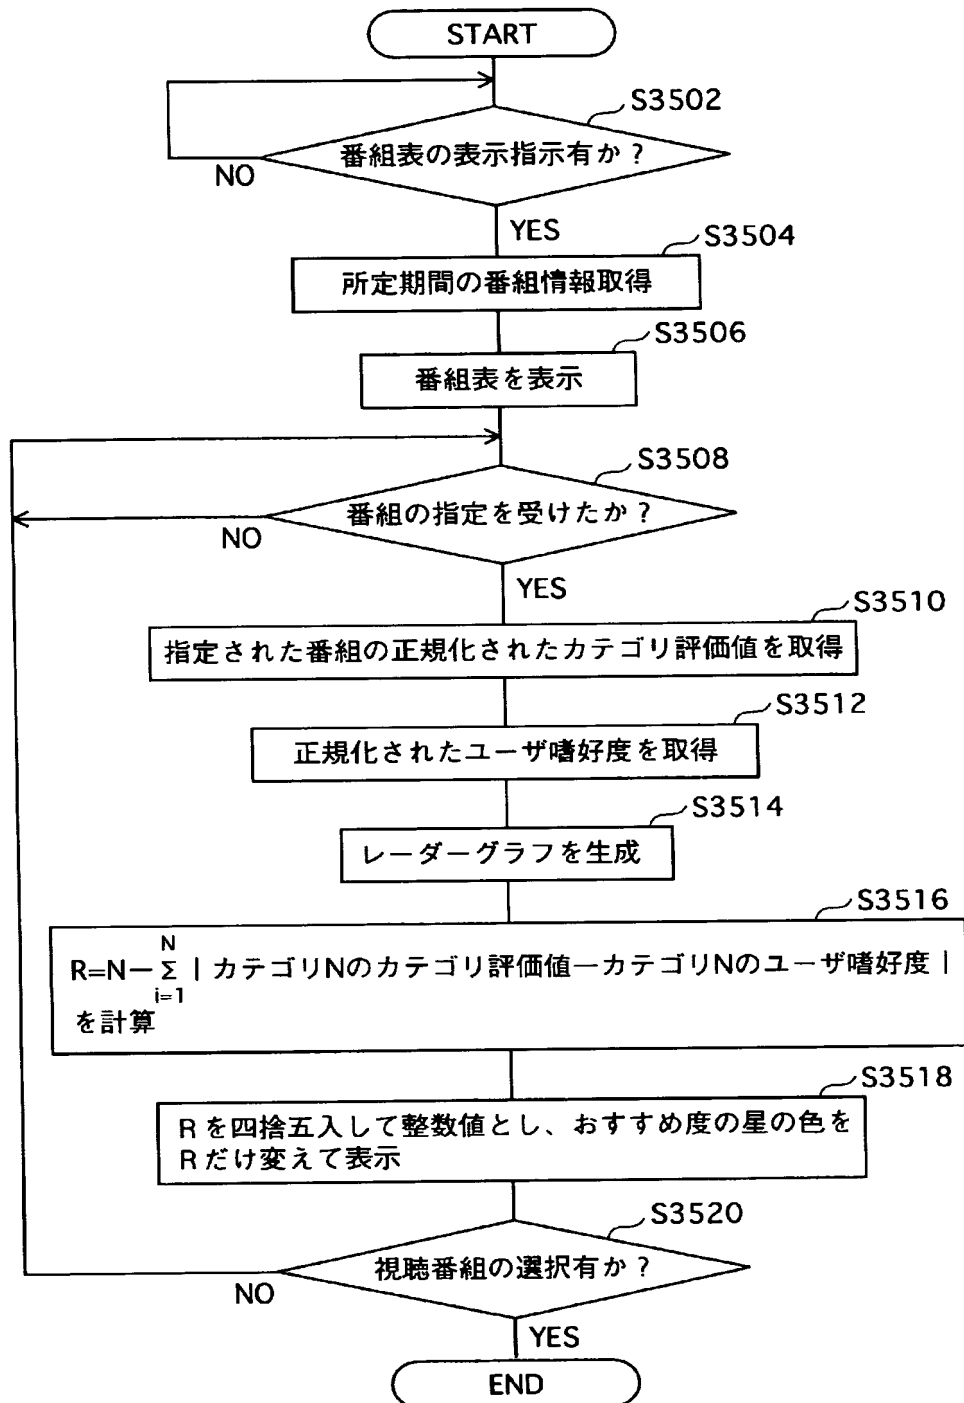 START
S3502
番組表の表示指示有か？
NO
YES
S3504
所定期間の番組情報取得
S3506
番組表を表示
S3508
番組の指定を受けたか？
NO
YES
S3510
指定された番組の正規化されたカテゴリ評価値を取得
S3512
正規化されたユーザ嗜好度を取得
S3514
レーダーグラフを生成
S3516
N
R=N－Σ｜カテゴリNのカテゴリ評価値－カテゴリNのユーザ嗜好度｜
i=1
を計算
S3518
Rを四捨五入して整数値とし、おすすめ度の星の色を
Rだけ変えて表示
S3520
視聴番組の選択有か？
NO
YES
END